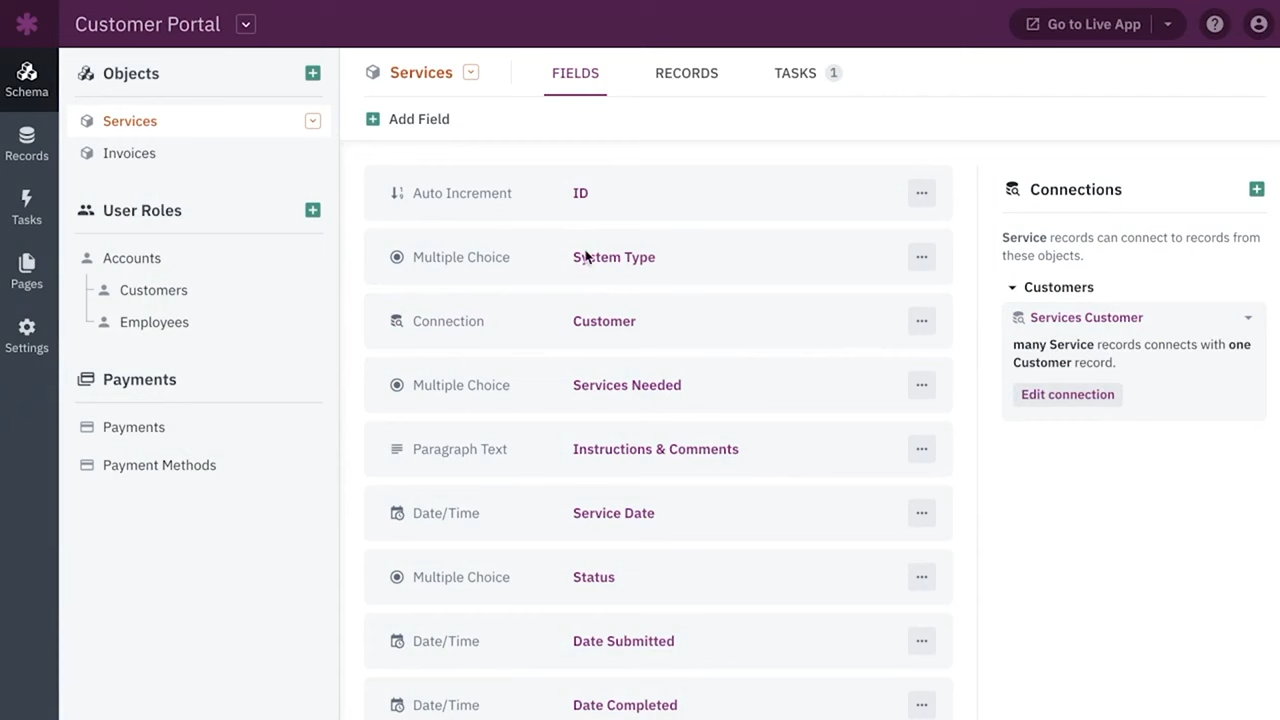 Customer Portal
Go to Live App
Schema
Records
Tasks
Pages
Settings
Objects
Services
Invoices
User Roles
Accounts
Customers
Employees
Payments
Payments
Payment Methods
Services
FIELDS
RECORDS
TASKS 1
Add Field
Auto Increment ID
Multiple Choice System Type
Connection Customer
Multiple Choice Services Needed
Paragraph Text Instructions & Comments
Date/Time Service Date
Multiple Choice Status
Date/Time Date Submitted
Date/Time Date Completed
Connections
Service records can connect to records from
these objects.
Customers
Services Customer
many Service records connects with one
Customer record.
Edit connection